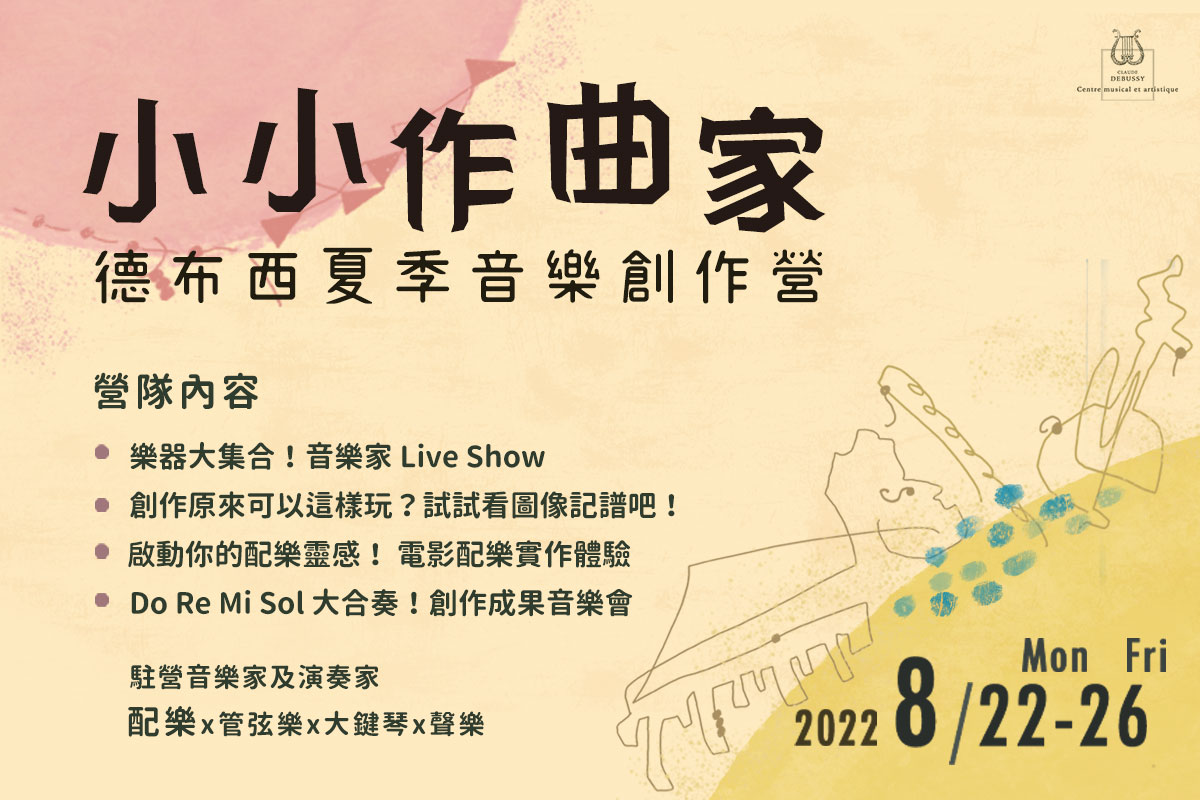 CLAUDE
DEBUSSY
Centre musical et artistique
小小作曲家
德布西夏季音樂創作營
營隊內容
樂器大集合！音樂家 Live Show
創作原來可以這樣玩？試試看圖像記譜吧！
啟動你的配樂靈感！ 電影配樂實作體驗
Do Re Mi Sol 大合奏！創作成果音樂會
駐營音樂家及演奏家
配樂x管弦樂x大鍵琴x聲樂
Mon Fri
2022 8/22-26